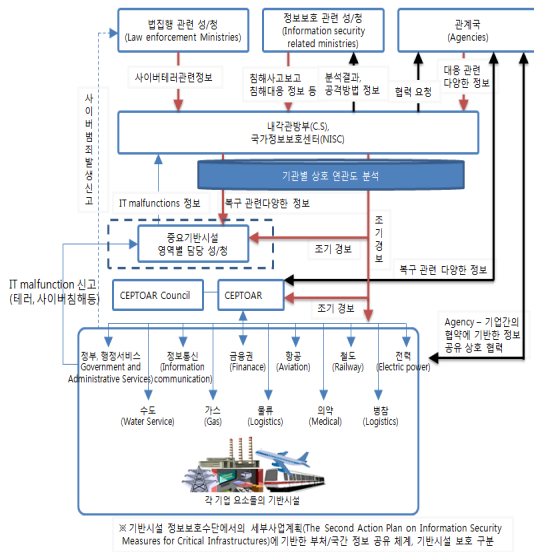 법집행 관련 성/청
(Law enforcement Ministries)
정보보호 관련 성/청
(Information security
related ministries)
관계국
(Agencies)
사이버테러관련정보
침해사고보고
침해대응 정보 등
분석결과,
공격방법 정보
협력 요청
대응 관련
다양한 정보
사이버범죄발생신고
내각관방부(C.S),
국가정보보호센터(NISC)
기관별 상호 연관도 분석
IT malfunctions 정보
복구 관련다양한 정보
조기 경보
중요기반시설
영역별 담당 성/청
조기 경보
복구 관련 다양한 정보
IT malfunction 신고
(테러, 사이버침해등)
CEPTOAR Council
CEPTOAR
조기 경보
Agency – 기업간의
협약에 기반한 정보
공유 상호 협력
정부, 행정서비스
Government and
Administrative Services)
정보통신
(Information
communication)
금융권
(Finanace)
항공
(Aviation)
철도
(Railway)
전력
(Electric power)
수도
(Water Service)
가스
(Gas)
물류
(Logistics)
의약
(Medical)
병참
(Logistics)
각 기업 요소들의 기반시설
※ 기반시설 정보보호수단에서의 세부사업계획(The Second Action Plan on Information Security
Measures for Critical Infrastructures)에 기반한 부처/국간 정보 공유 체계, 기반시설 보호 구분